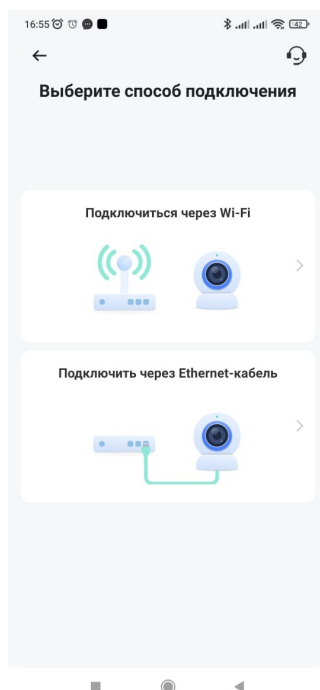 16:55
42
Выберите способ подключения
Подключиться через Wi-Fi
Подключить через Ethernet-кабель